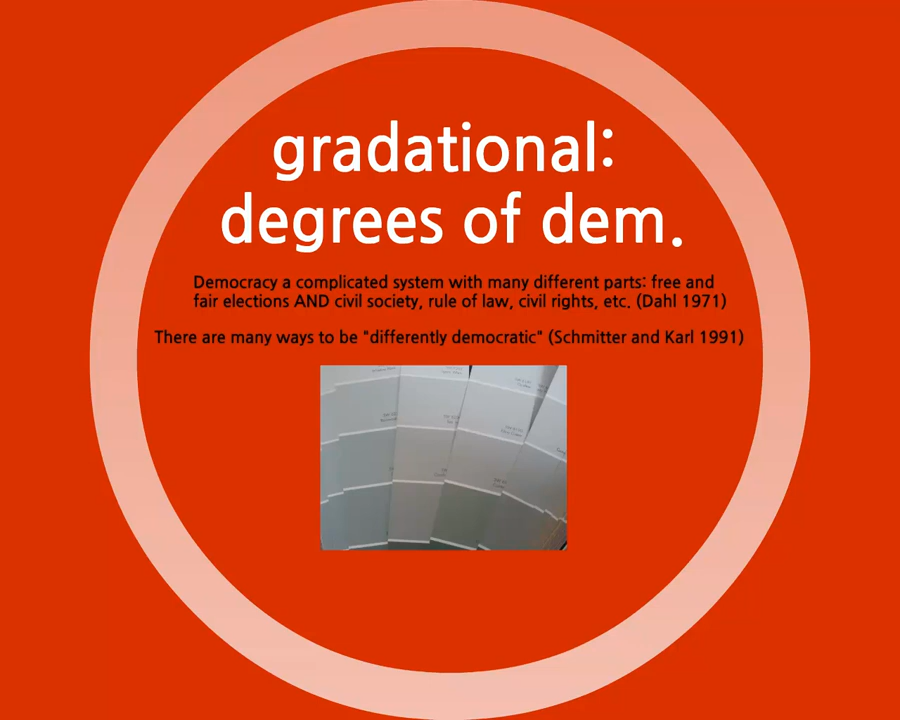 gradational:
degrees of dem.
Democracy a complicated system with many different parts: free and
fair elections AND civil society, rule of law, civil rights, etc. (Dahl 1971)
There are many ways to be "differently democratic" (Schmitter and Karl 1991)